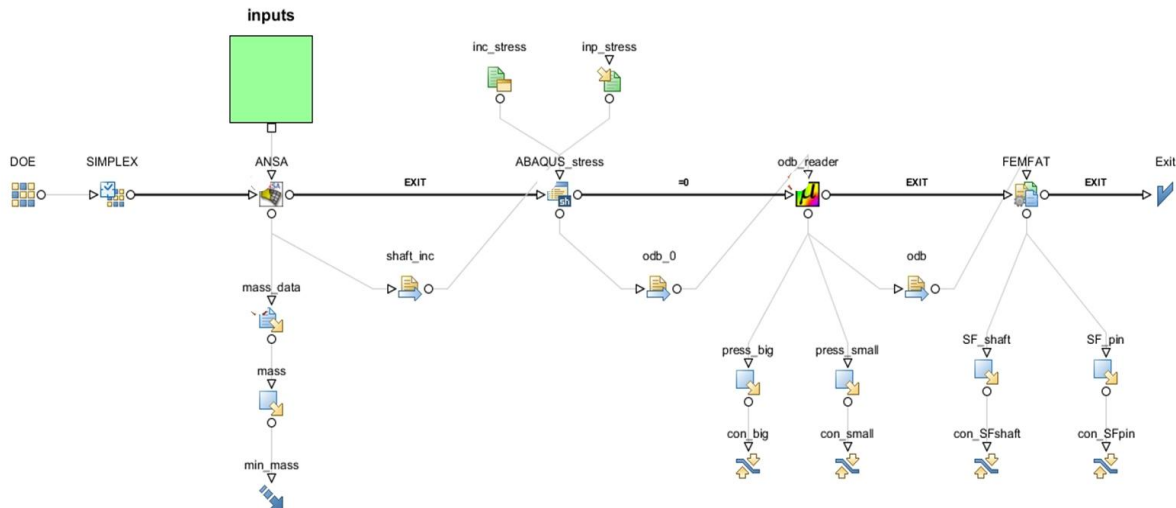 inputs
inc_stress
inp_stress
DOE
SIMPLEX
ANSA
ABAQUS_stress
odb_reader
FEMFAT
Exit
EXIT
=0
EXIT
EXIT
sh
μ
shaft_inc
odb_0
odb
mass_data
mass
press_big
press_small
SF_shaft
SF_pin
con_big
con_small
con_SFshaft
con_SFpin
min_mass